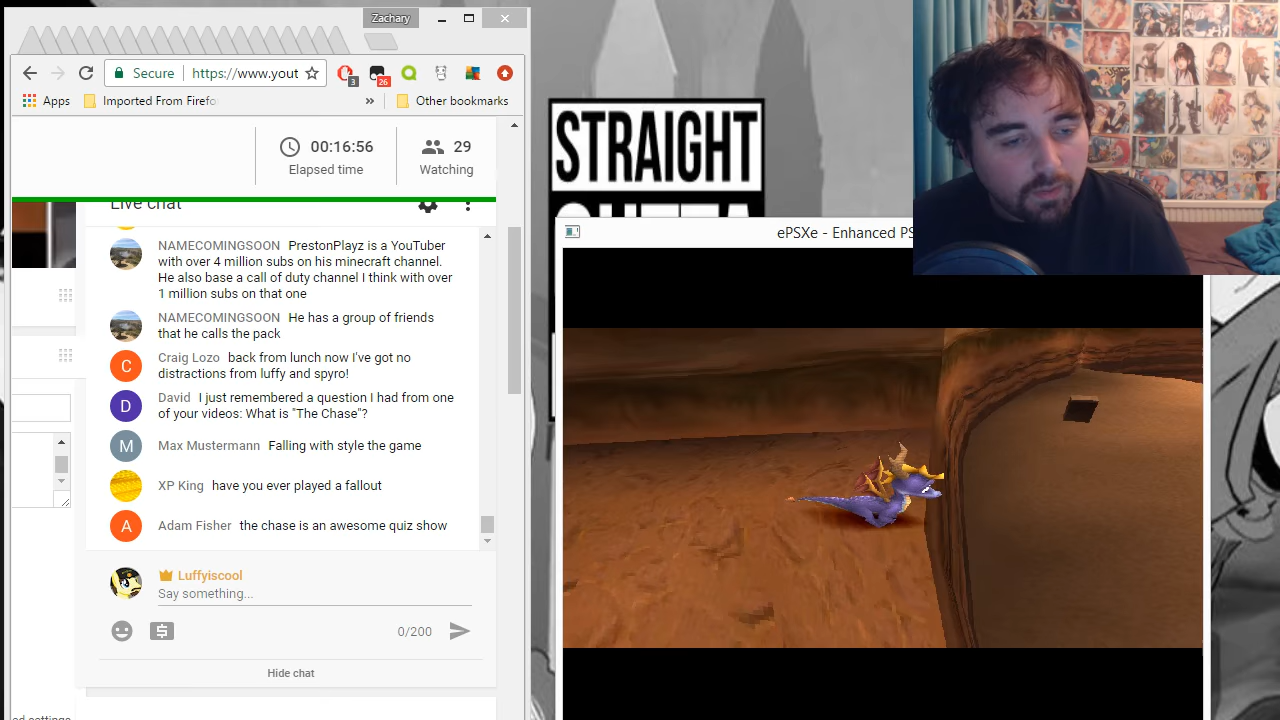 Zachary
Secure
https://www.yout
3
26
Apps
Imported From Firefo
»
Other bookmarks
00:16:56
29
Elapsed time
Watching
Live chat
NAMECOMINGSOON PrestonPlayz is a YouTuber
with over 4 million subs on his minecraft channel.
He also base a call of duty channel I think with over
1 million subs on that one
NAMECOMINGSOON He has a group of friends
that he calls the pack
C
Craig Lozo back from lunch now I've got no
distractions from luffy and spyro!
D
David I just remembered a question I had from one
of your videos: What is "The Chase"?
M
Max Mustermann Falling with style the game
XP King have you ever played a fallout
A
Adam Fisher the chase is an awesome quiz show
Luffyiscool
Say something...
0/200
Hide chat
STRAIGHT
ePSXe - Enhanced PS